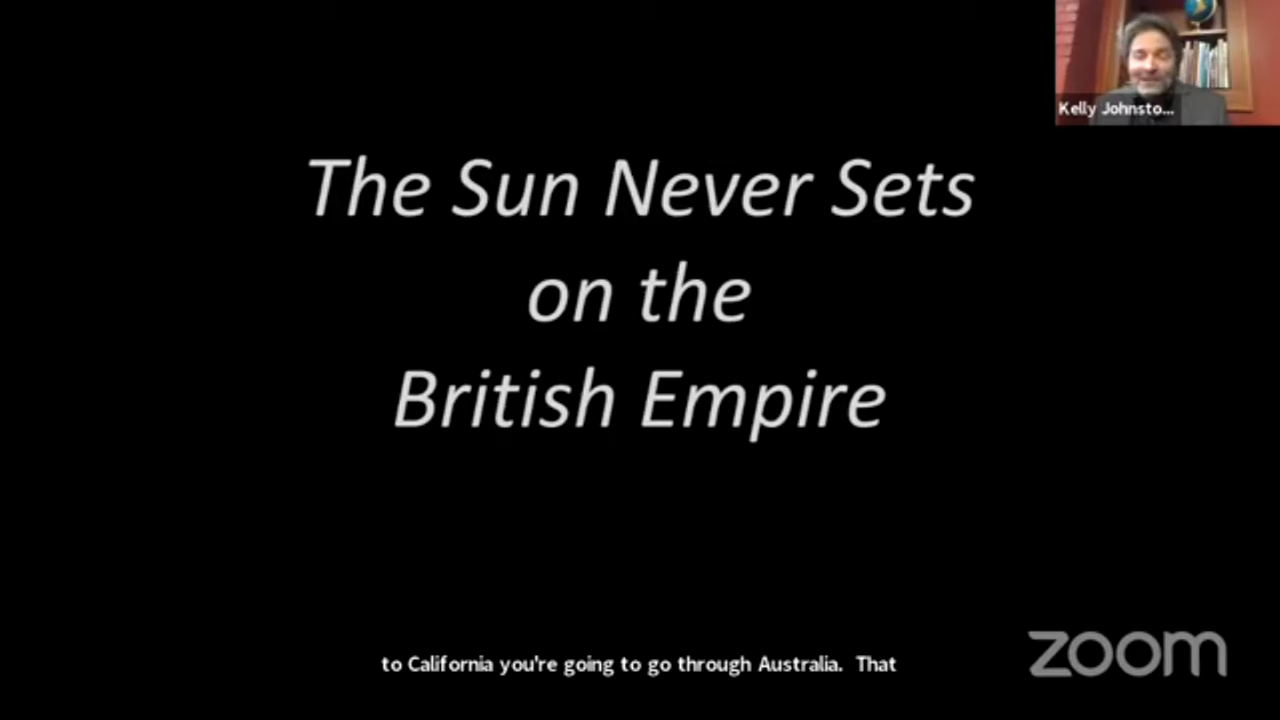 Kelly Johnsto...
The Sun Never Sets
on the
British Empire
to California you're going to go through Australia. That
zoom